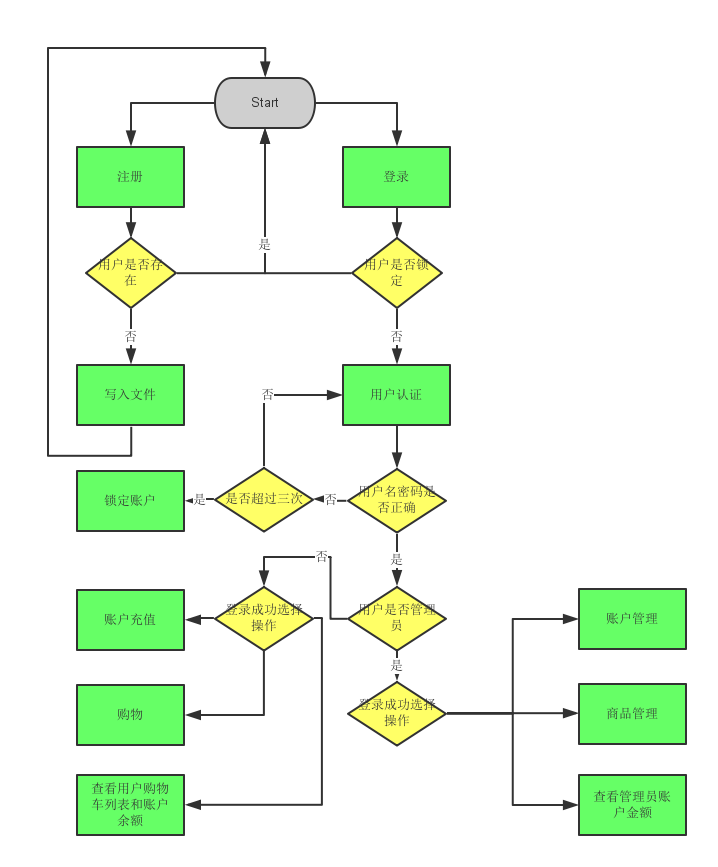 Start
注册
登录
用户是否存
在
是
用户是否锁
定
否
否
写入文件
否
用户认证
锁定账户
是
是否超过三次
否
用户名密码是
否正确
否
是
账户充值
登录成功选择
操作
用户是否管理
员
账户管理
是
购物
登录成功选择
操作
商品管理
查看用户购物
车列表和账户
余额
查看管理员账
户金额